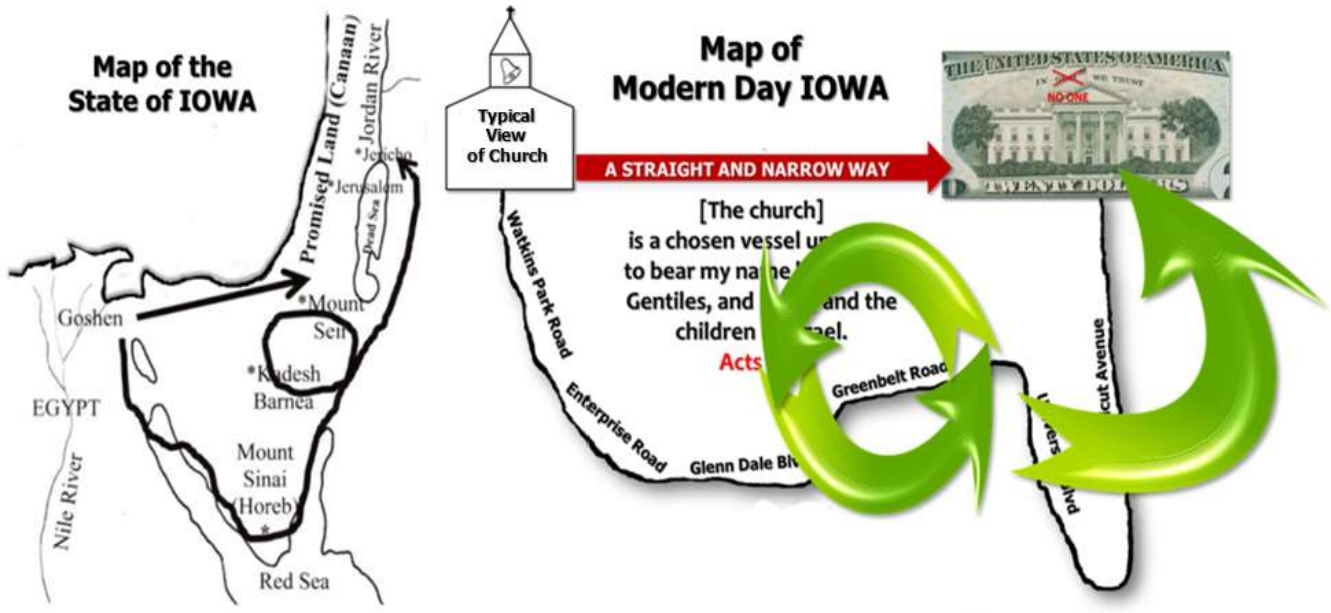 Map of the
State of IOWA
Promised Land (Canaan)
*Jordan River
*Jericho
*Jerusalem
Dead Sea
Goshen
*Mount
Seir
*Kadesh
Barnea
EGYPT
Nile River
Mount
Sinai
(Horeb)
*
Red Sea
Typical
View
of Church
Map of
Modern Day IOWA
THE UNITED STATES OF AMERICA
IN WE TRUST
NO ONE
TWENTY DOLLARS
A STRAIGHT AND NARROW WAY
[The church]
is a chosen vessel
to bear my name
Gentiles, and and the
children
Acts
Watkins Park Road
Enterprise Road
Glenn Dale
Greenbelt Road
Avenue